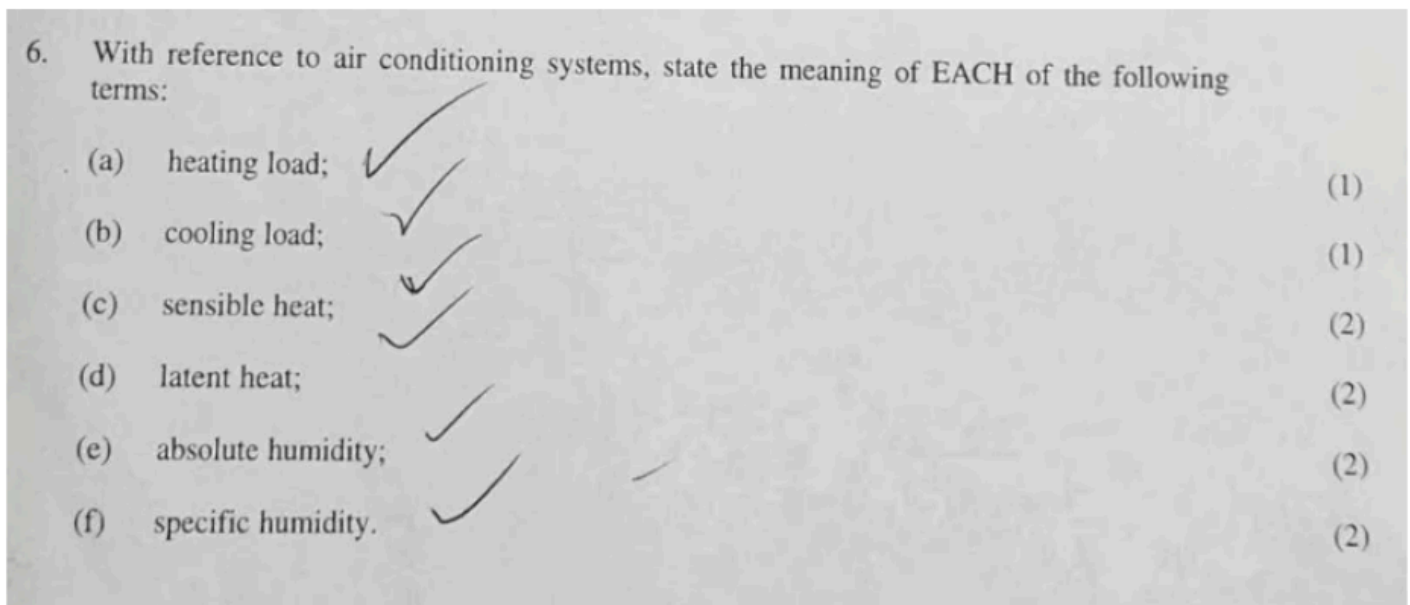 6. With reference to air conditioning systems, state the meaning of EACH of the following
terms:
(a) heating load; (1)
(b) cooling load; (1)
(c) sensible heat; (2)
(d) latent heat; (2)
(e) absolute humidity; (2)
(f) specific humidity. (2)